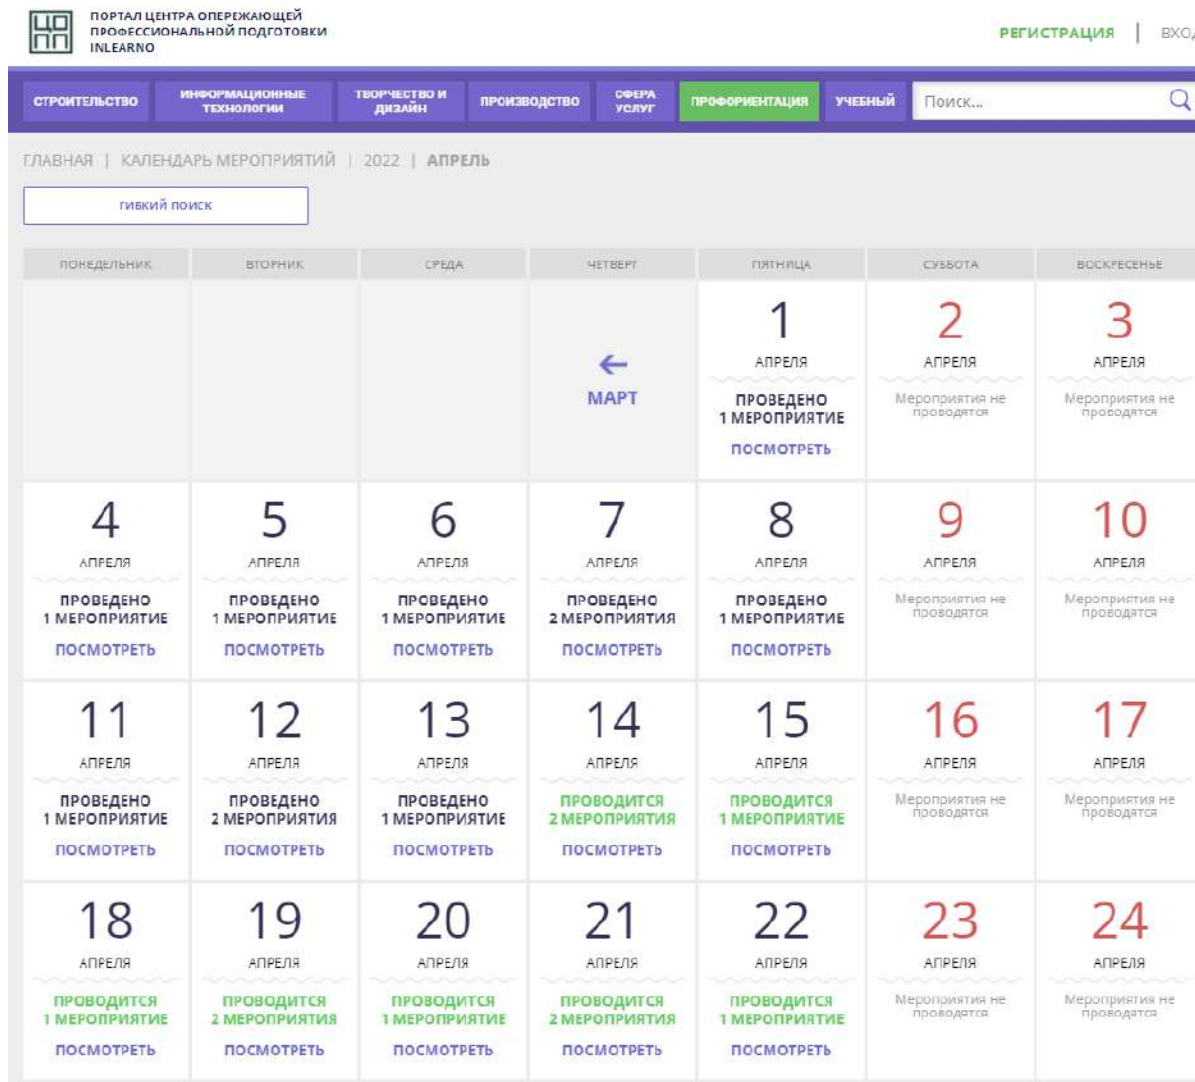 ПОРТАЛ ЦЕНТРА ОПЕРЕЖАЮЩЕЙ
ПРОФЕССИОНАЛЬНОЙ ПОДГОТОВКИ
INLEARNO
ЦО
ПП
РЕГИСТРАЦИЯ | ВХОД
СТРОИТЕЛЬСТВО
ИНФОРМАЦИОННЫЕ
ТЕХНОЛОГИИ
ТВОРЧЕСТВО И
ДИЗАЙН
ПРОИЗВОДСТВО
СФЕРА
УСЛУГ
ПРОФОРИЕНТАЦИЯ
УЧЕБНЫЙ
Поиск...
ГЛАВНАЯ | КАЛЕНДАРЬ МЕРОПРИЯТИЙ | 2022 | АПРЕЛЬ
ГИБКИЙ ПОИСК
ПОНЕДЕЛЬНИК ВТОРНИК СРЕДА ЧЕТВЕРГ ПЯТНИЦА СУББОТА ВОСКРЕСЕНЬЕ
←
МАРТ
1
АПРЕЛЯ
ПРОВЕДЕНО
1 МЕРОПРИЯТИЕ
ПОСМОТРЕТЬ
2
АПРЕЛЯ
Мероприятия не
проводятся
3
АПРЕЛЯ
Мероприятия не
проводятся
4
АПРЕЛЯ
ПРОВЕДЕНО
1 МЕРОПРИЯТИЕ
ПОСМОТРЕТЬ
5
АПРЕЛЯ
ПРОВЕДЕНО
1 МЕРОПРИЯТИЕ
ПОСМОТРЕТЬ
6
АПРЕЛЯ
ПРОВЕДЕНО
1 МЕРОПРИЯТИЕ
ПОСМОТРЕТЬ
7
АПРЕЛЯ
ПРОВЕДЕНО
2 МЕРОПРИЯТИЯ
ПОСМОТРЕТЬ
8
АПРЕЛЯ
ПРОВЕДЕНО
1 МЕРОПРИЯТИЕ
ПОСМОТРЕТЬ
9
АПРЕЛЯ
Мероприятия не
проводятся
10
АПРЕЛЯ
Мероприятия не
проводятся
11
АПРЕЛЯ
ПРОВЕДЕНО
1 МЕРОПРИЯТИЕ
ПОСМОТРЕТЬ
12
АПРЕЛЯ
ПРОВЕДЕНО
2 МЕРОПРИЯТИЯ
ПОСМОТРЕТЬ
13
АПРЕЛЯ
ПРОВЕДЕНО
1 МЕРОПРИЯТИЕ
ПОСМОТРЕТЬ
14
АПРЕЛЯ
ПРОВОДИТСЯ
2 МЕРОПРИЯТИЯ
ПОСМОТРЕТЬ
15
АПРЕЛЯ
ПРОВОДИТСЯ
1 МЕРОПРИЯТИЕ
ПОСМОТРЕТЬ
16
АПРЕЛЯ
Мероприятия не
проводятся
17
АПРЕЛЯ
Мероприятия не
проводятся
18
АПРЕЛЯ
ПРОВОДИТСЯ
1 МЕРОПРИЯТИЕ
ПОСМОТРЕТЬ
19
АПРЕЛЯ
ПРОВОДИТСЯ
2 МЕРОПРИЯТИЯ
ПОСМОТРЕТЬ
20
АПРЕЛЯ
ПРОВОДИТСЯ
1 МЕРОПРИЯТИЕ
ПОСМОТРЕТЬ
21
АПРЕЛЯ
ПРОВОДИТСЯ
2 МЕРОПРИЯТИЯ
ПОСМОТРЕТЬ
22
АПРЕЛЯ
ПРОВОДИТСЯ
1 МЕРОПРИЯТИЕ
ПОСМОТРЕТЬ
23
АПРЕЛЯ
Мероприятия не
проводятся
24
АПРЕЛЯ
Мероприятия не
проводятся